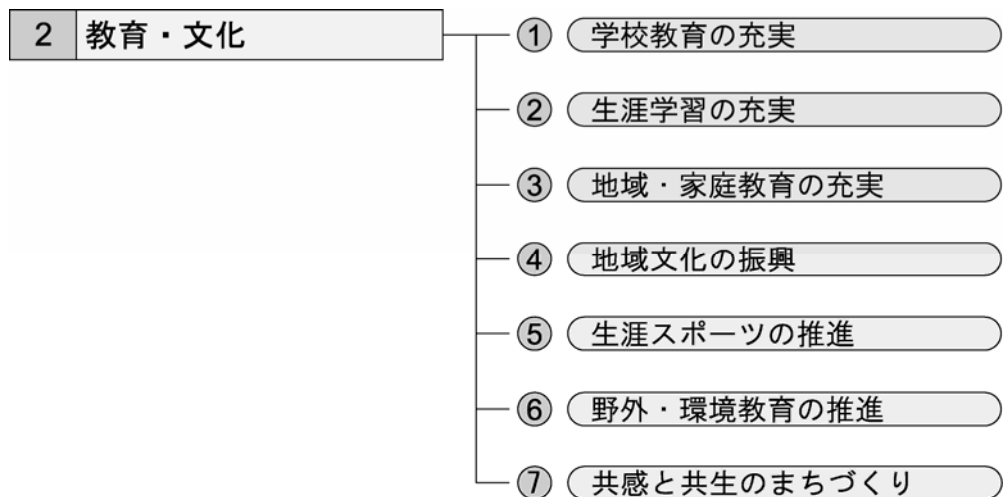 2 教育・文化
① 学校教育の充実
② 生涯学習の充実
③ 地域・家庭教育の充実
④ 地域文化の振興
⑤ 生涯スポーツの推進
⑥ 野外・環境教育の推進
⑦ 共感と共生のまちづくり